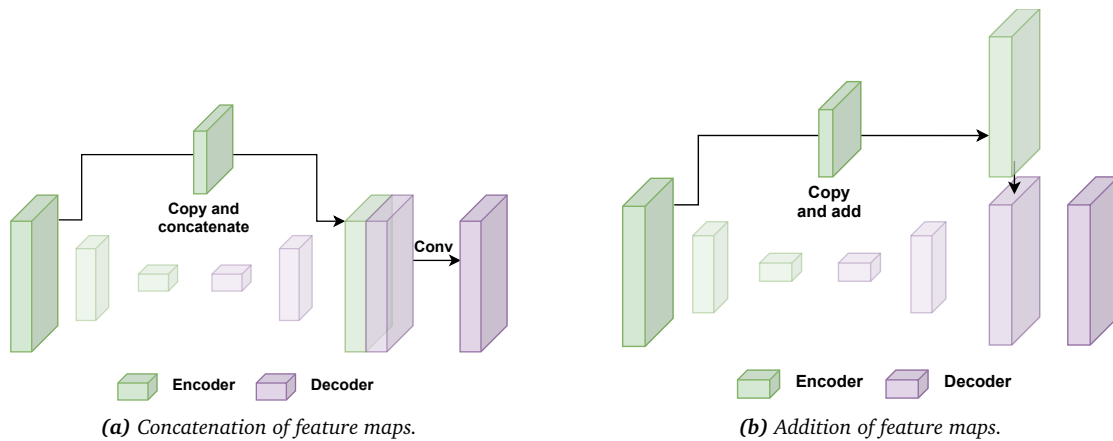 Copy and
concatenate
Conv
Encoder
Decoder
(a) Concatenation of feature maps.
Copy
and add
Encoder
Decoder
(b) Addition of feature maps.